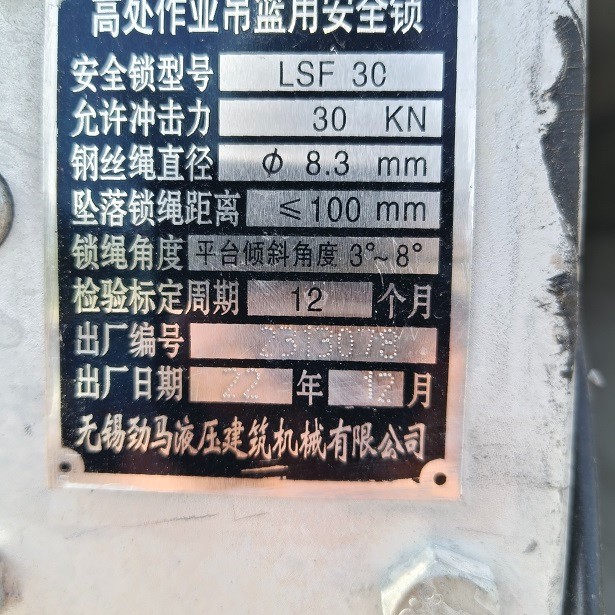 高处作业吊篮用安全锁
安全锁型号 LSF 30
允许冲击力 30 KN
钢丝绳直径 Φ 8.3 mm
坠落锁绳距离 ≤100 mm
锁绳角度 平台倾斜角度 3°~8°
检验标定周期 12 个月
出厂编号 0313078
出厂日期 22 年 12 月
无锡劲马液压建筑机械有限公司